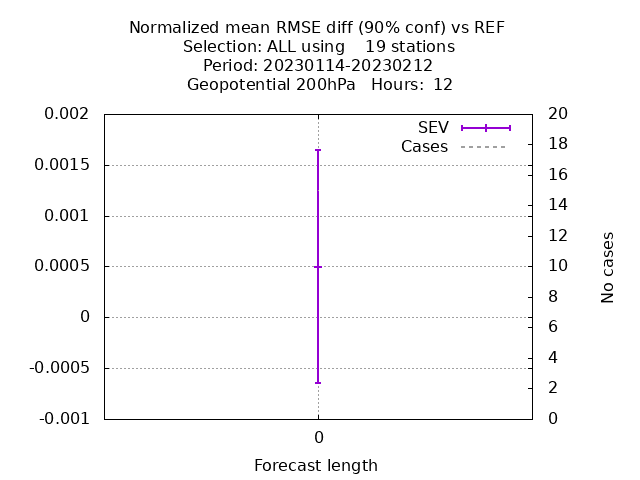 Normalized mean RMSE diff (90% conf) vs REF
Selection: ALL using    19 stations
Period: 20230114-20230212
Geopotential 200hPa   Hours:  12
0.002
0.0015
0.001
0.0005
0
-0.0005
-0.001
20
18
16
14
12
10
8
6
4
2
0
SEV
Cases
No cases
0
Forecast length